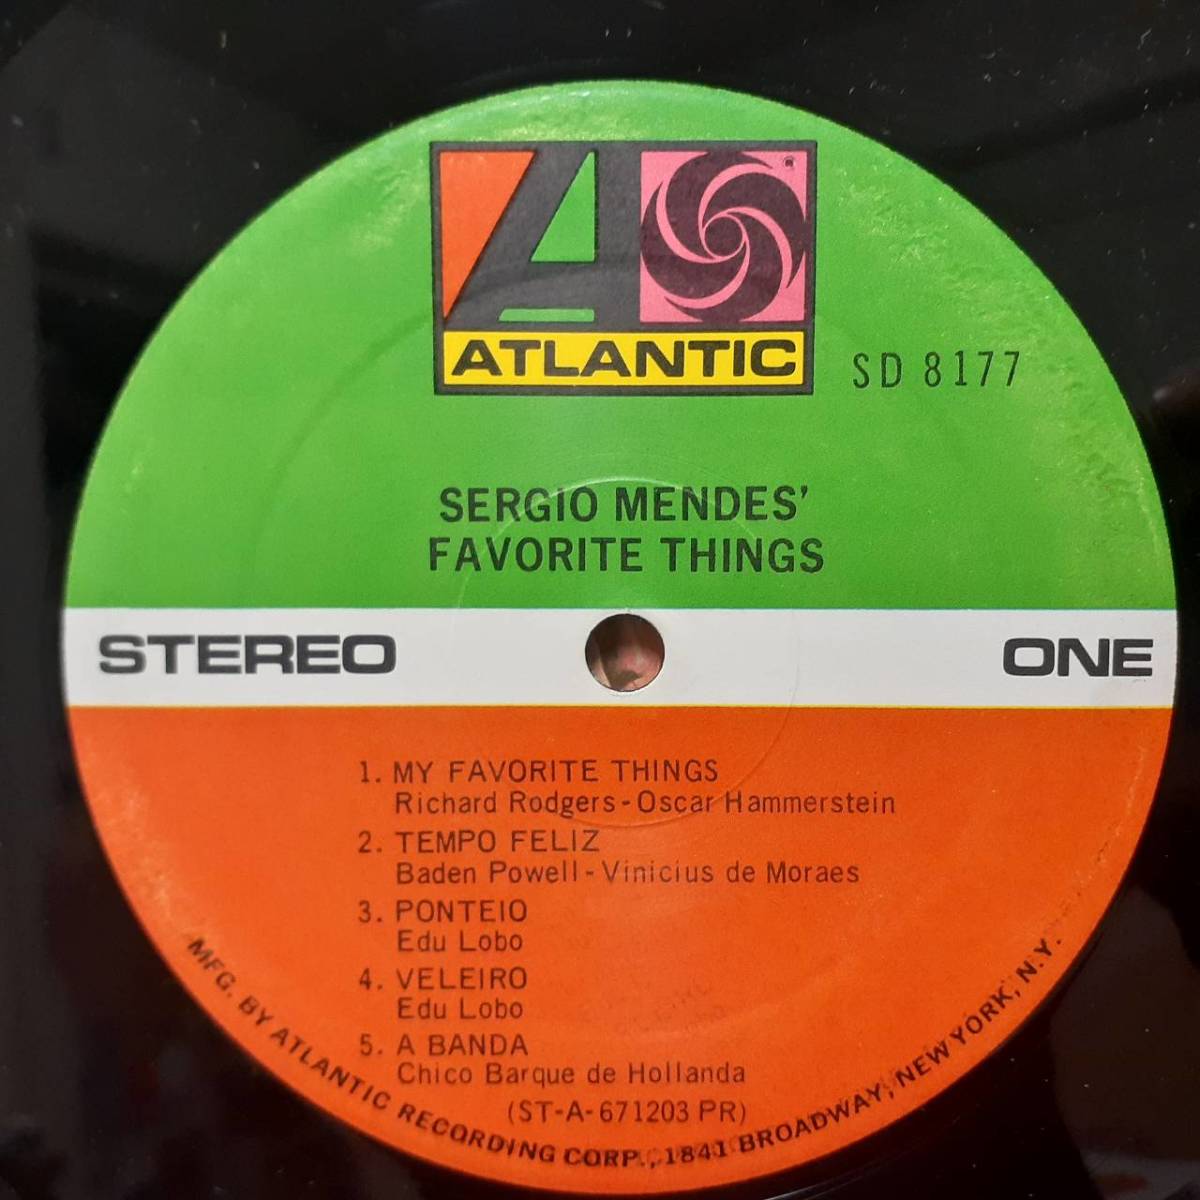 ATLANTIC
SD 8177
SERGIO MENDES'
FAVORITE THINGS
STEREO
ONE
1. MY FAVORITE THINGS
Richard Rodgers - Oscar Hammerstein
2. TEMPO FELIZ
Baden Powell - Vinicius de Moraes
3. PONTEIO
Edu Lobo
4. VELEIRO
Edu Lobo
5. A BANDA
Chico Barque de Hollanda
(ST-A-671203 PR)
MFG. BY ATLANTIC RECORDING CORP., 1841 BROADWAY, NEW YORK, N.Y.